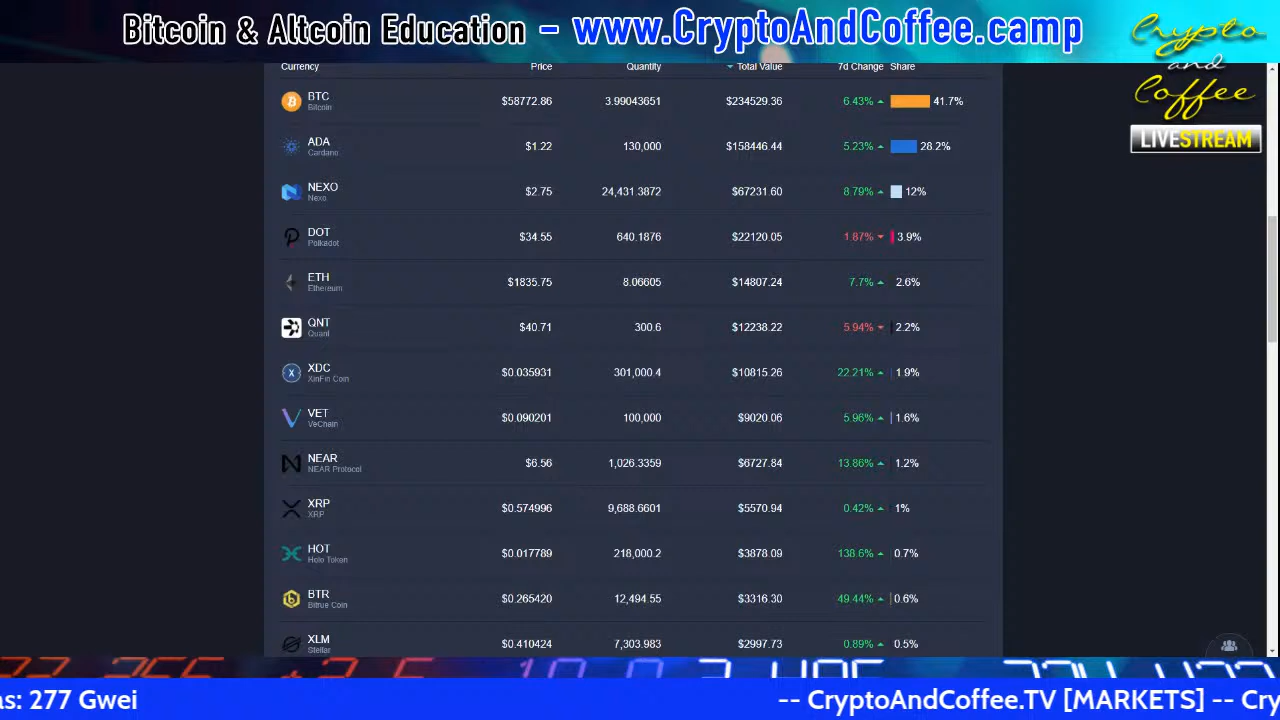 Bitcoin & Altcoin Education – www.CryptoAndCoffee.camp
Crypto
and
Coffee
LIVESTREAM
Currency Price Quantity Total Value 7d Change Share
BTC $58772.86 3.99043651 $234529.36 6.43% 41.7%
Bitcoin
ADA $1.22 130,000 $158446.44 5.23% 28.2%
Cardano
NEXO $2.75 24,431.3872 $67231.60 8.79% 12%
Nexo
DOT $34.55 640.1876 $22120.05 1.87% 3.9%
Polkadot
ETH $1835.75 8.06605 $14807.24 7.7% 2.6%
Ethereum
QNT $40.71 300.6 $12238.22 5.94% 2.2%
Quant
XDC $0.035931 301,000.4 $10815.26 22.21% 1.9%
XinFin Coin
VET $0.090201 100,000 $9020.06 5.96% 1.6%
VeChain
NEAR $6.56 1,026.3359 $6727.84 13.86% 1.2%
NEAR Protocol
XRP $0.574996 9,688.6601 $5570.94 0.42% 1%
XRP
HOT $0.017789 218,000.2 $3878.09 138.6% 0.7%
Holo Token
BTR $0.265420 12,494.55 $3316.30 49.44% 0.6%
Bitrue Coin
XLM $0.410424 7,303.983 $2997.73 0.89% 0.5%
Stellar
as: 277 Gwei -- CryptoAndCoffee.TV [MARKETS] -- Cry